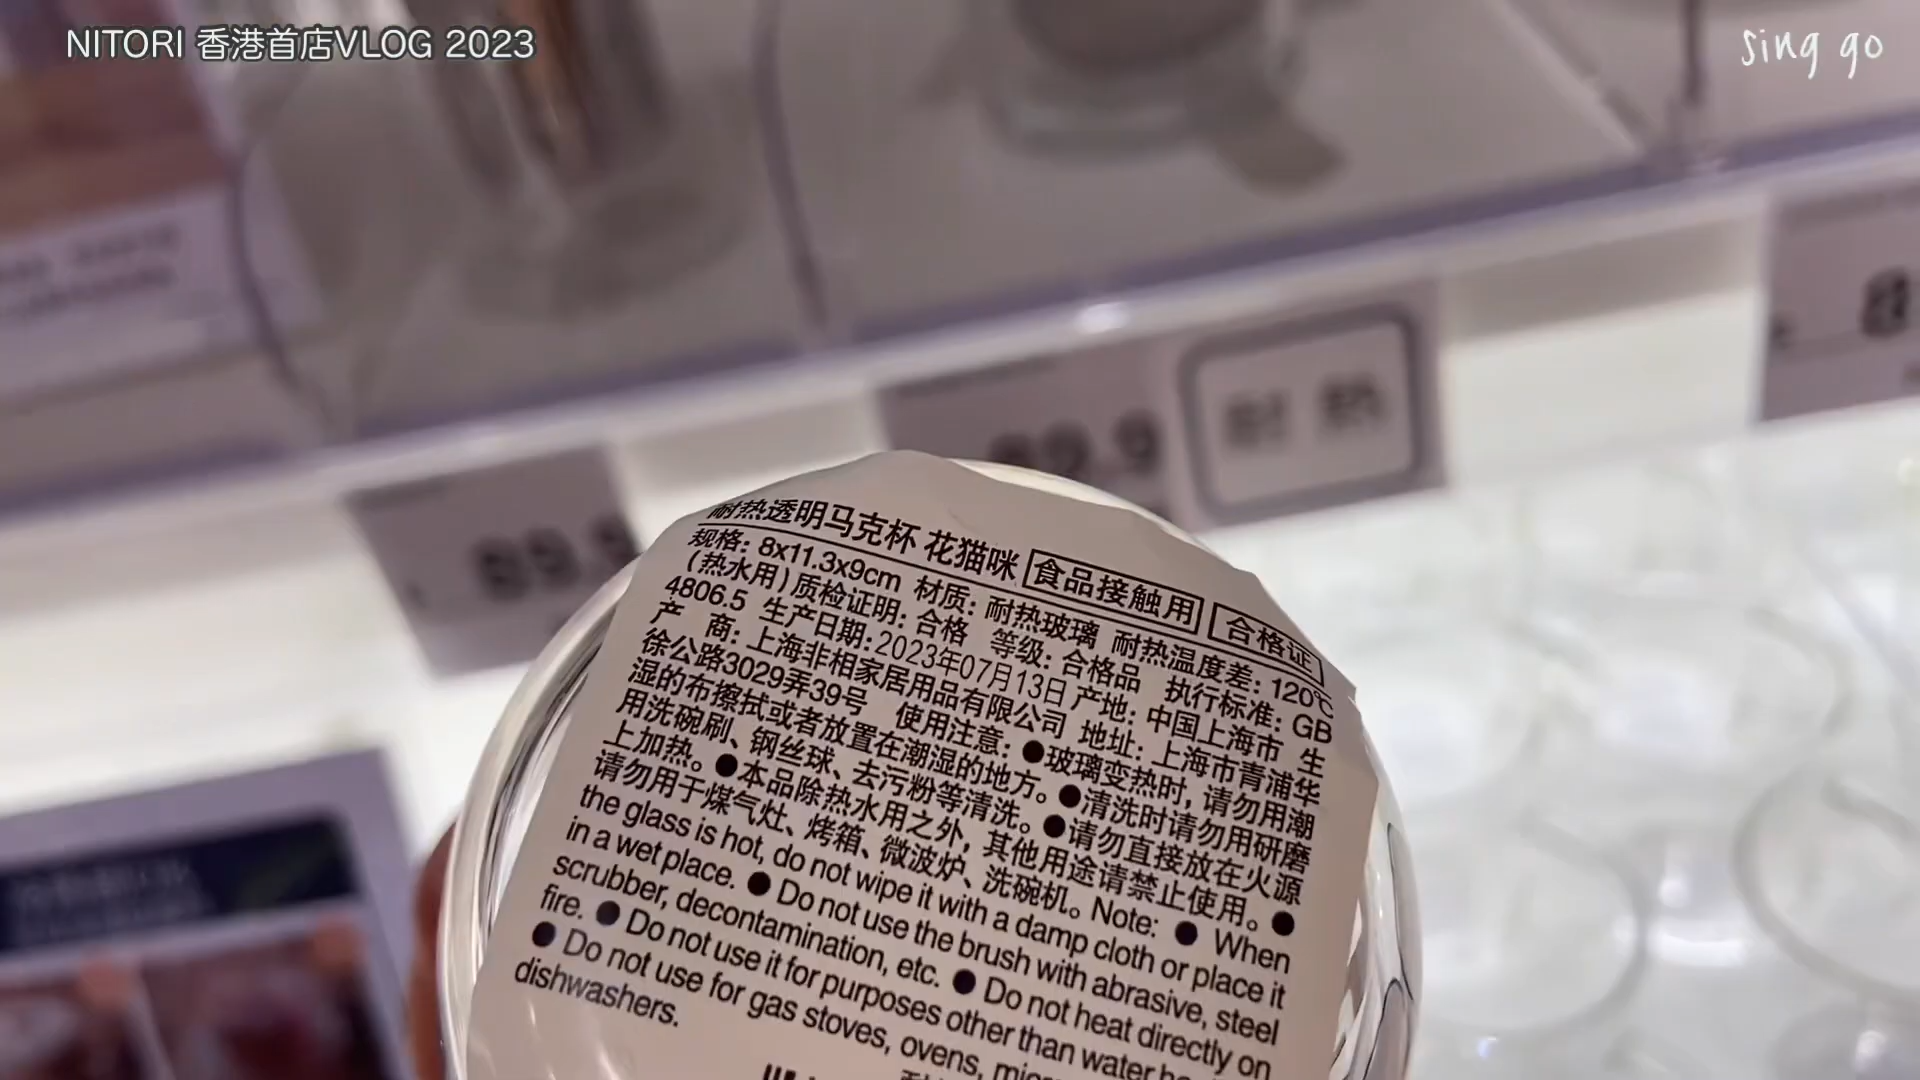 NITORI 香港首店VLOG 2023
sing go
89.9
耐热
耐热透明马克杯 花猫咪 食品接触用 合格证
规格: 8x11.3x9cm 材质: 耐热玻璃 耐热温度差: 120℃
(热水用) 质检证明: 合格 等级: 合格品 执行标准: GB
4806.5 生产日期: 2023年07月13日 产地: 中国上海市 生
产 商: 上海非相家居用品有限公司 地址: 上海市青浦华
徐公路3029弄39号 使用注意: ●玻璃变热时, 请勿用潮
湿的布擦拭或者放置在潮湿的地方。●清洗时请勿用研磨
用洗碗刷、钢丝球、去污粉等清洗。●请勿直接放在火源
上加热。●本品除热水用之外, 其他用途请禁止使用。●
请勿用于煤气灶、烤箱、微波炉、洗碗机。Note: ● When
the glass is hot, do not wipe it with a damp cloth or place it
in a wet place. ● Do not use the brush with abrasive, steel
scrubber, decontamination, etc. ● Do not heat directly on
fire. ● Do not use it for purposes other than water
● Do not use for gas stoves, ovens,
dishwashers.